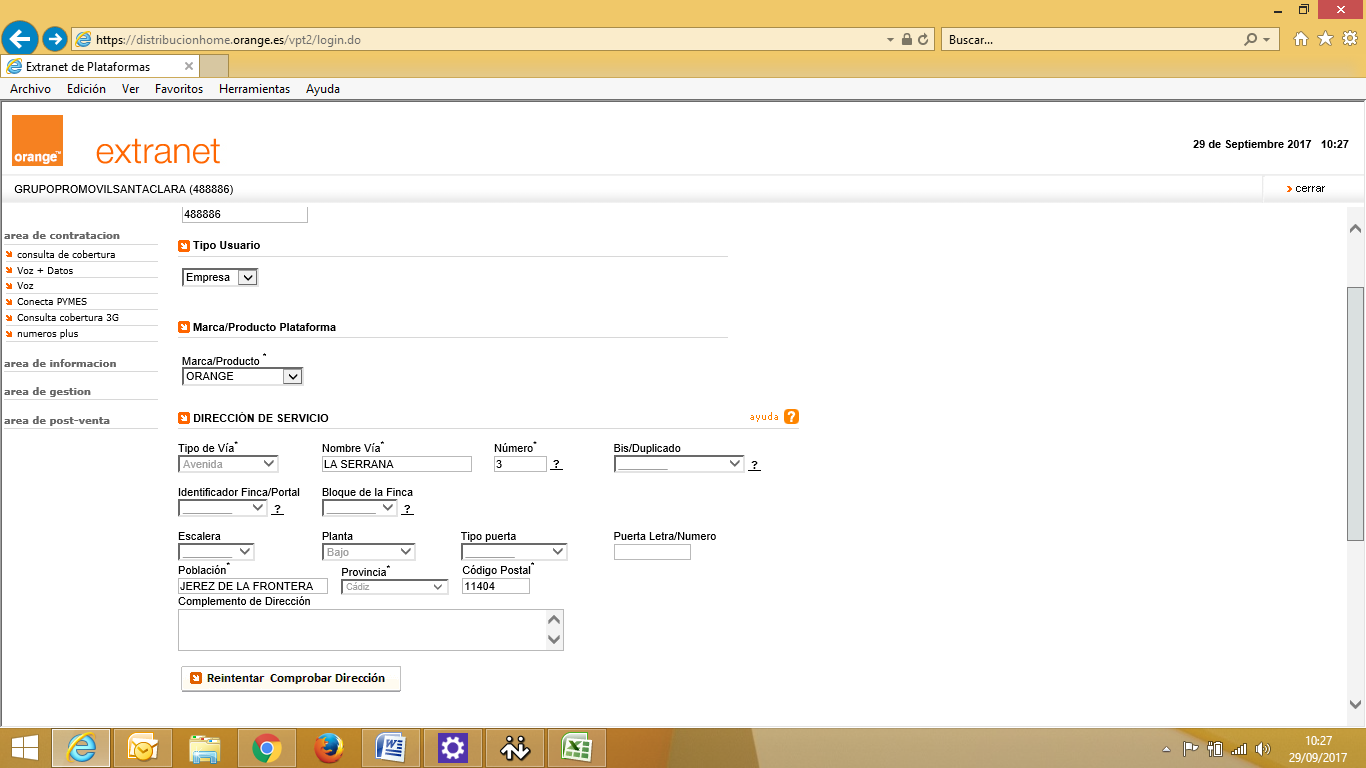 https://distribucionhome.orange.es/vpt2/login.do
Buscar...
Extranet de Plataformas
Archivo Edición Ver Favoritos Herramientas Ayuda
orange™
extranet
29 de Septiembre 2017 10:27
GRUPOPROMOVILSANTACLARA (488886)
cerrar
488886
area de contratacion
consulta de cobertura
Voz + Datos
Voz
Conecta PYMES
Consulta cobertura 3G
numeros plus
area de informacion
area de gestion
area de post-venta
Tipo Usuario
Empresa
Marca/Producto Plataforma
Marca/Producto *
ORANGE
DIRECCIÓN DE SERVICIO
ayuda ?
Tipo de Vía* Nombre Vía* Número* Bis/Duplicado
Avenida LA SERRANA 3 ? ________ ?
Identificador Finca/Portal Bloque de la Finca
________ ? ________ ?
Escalera Planta Tipo puerta Puerta Letra/Numero
________ Bajo ________
Población* Provincia* Código Postal*
JEREZ DE LA FRONTERA Cádiz 11404
Complemento de Dirección
Reintentar Comprobar Dirección
10:27
29/09/2017